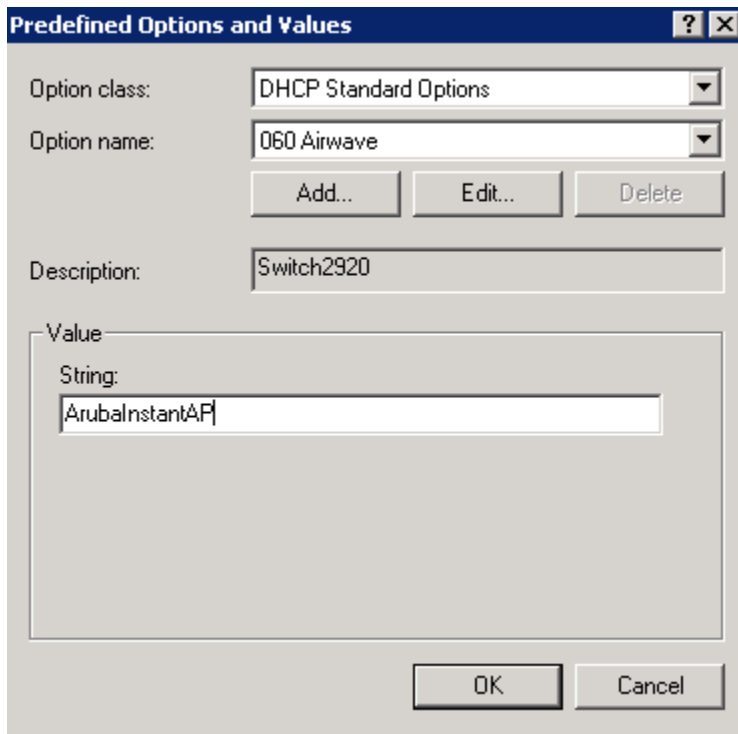 Predefined Options and Values
Option class: DHCP Standard Options
Option name: 060 Airwave
Add... Edit... Delete
Description: Switch2920
Value
String:
ArubaInstantAP
OK Cancel